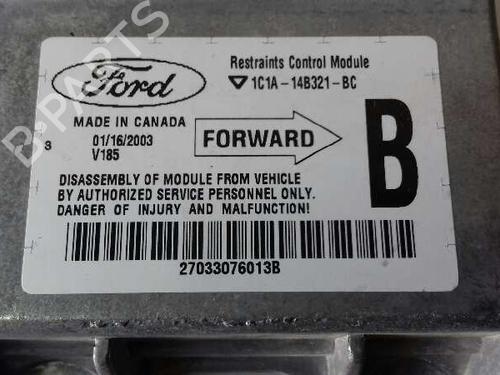 Ford
Restraints Control Module
1C1A-14B321-BC
MADE IN CANADA
01/16/2003
V185
3
FORWARD
B
DISASSEMBLY OF MODULE FROM VEHICLE
BY AUTHORIZED SERVICE PERSONNEL ONLY.
DANGER OF INJURY AND MALFUNCTION!
27033076013B
B-PARTS